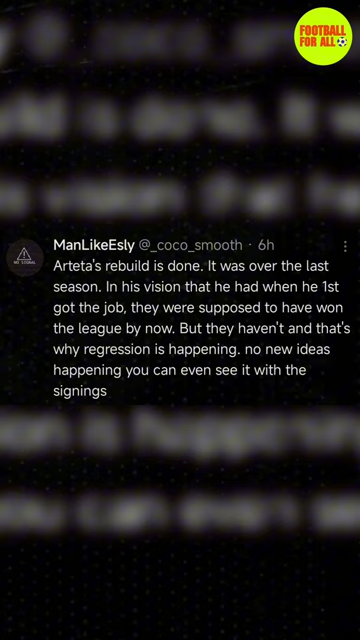 FOOTBALL
FOR ALL
ManLikeEsly @_coco_smooth · 6h
Arteta's rebuild is done. It was over the last
season. In his vision that he had when he 1st
got the job, they were supposed to have won
the league by now. But they haven't and that's
why regression is happening. no new ideas
happening you can even see it with the
signings